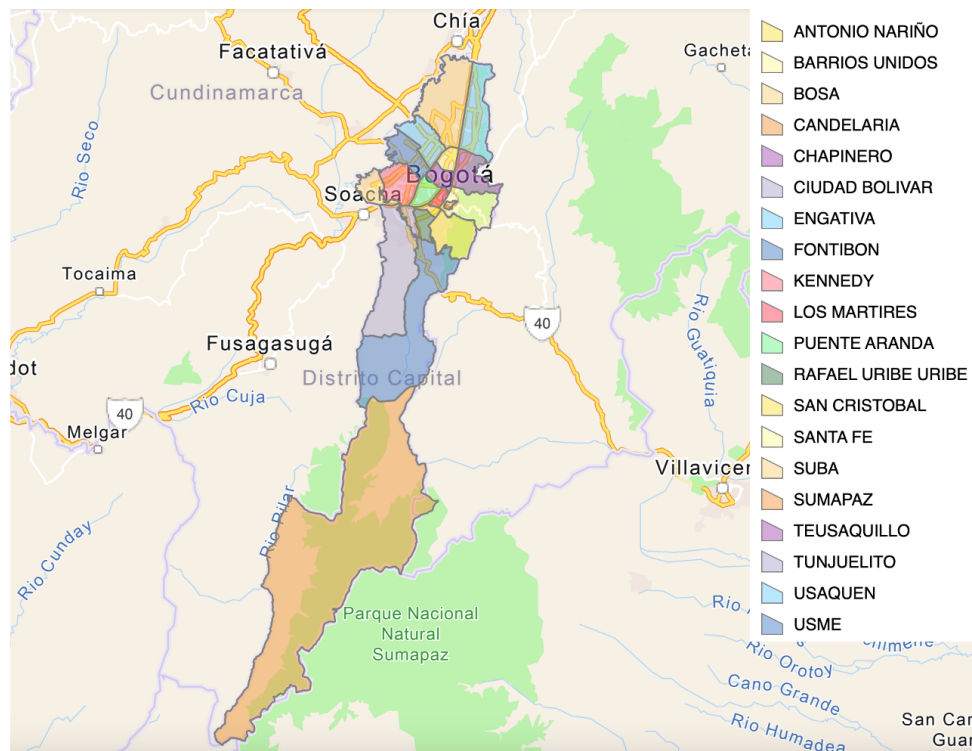 Chía
Facatativá
Gacheta
Cundinamarca
Rio Seco
Bogotá
Soacha
Tocaima
40
Rio Guatiquia
Fusagasugá
dot
Distrito Capital
Rio Cuja
40
Melgar
Villavicen
Rio Pilar
Rio Cunday
Parque Nacional
Natural
Sumapaz
Rio
Rio Orotoy
Cano Grande
Rio Humadea
San Car
Guar
ANTONIO NARIÑO
BARRIOS UNIDOS
BOSA
CANDELARIA
CHAPINERO
CIUDAD BOLIVAR
ENGATIVA
FONTIBON
KENNEDY
LOS MARTIRES
PUENTE ARANDA
RAFAEL URIBE URIBE
SAN CRISTOBAL
SANTA FE
SUBA
SUMAPAZ
TEUSAQUILLO
TUNJUELITO
USAQUEN
USME